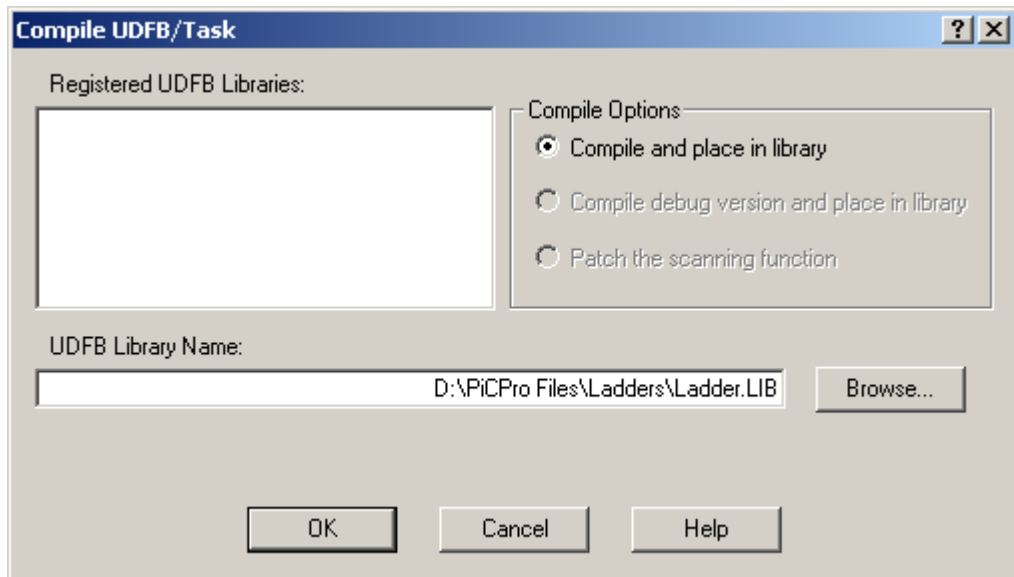 Compile UDFB/Task
Registered UDFB Libraries:
Compile Options
Compile and place in library
Compile debug version and place in library
Patch the scanning function
UDFB Library Name:
D:\PiCPro Files\Ladders\Ladder.LIB
Browse...
OK
Cancel
Help